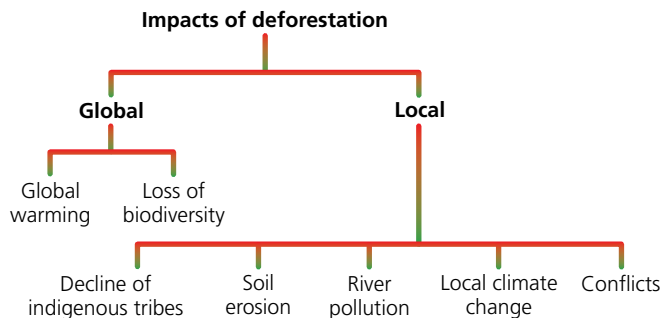 Impacts of deforestation
Global
Local
Global
warming
Loss of
biodiversity
Decline of
indigenous tribes
Soil
erosion
River
pollution
Local climate
change
Conflicts